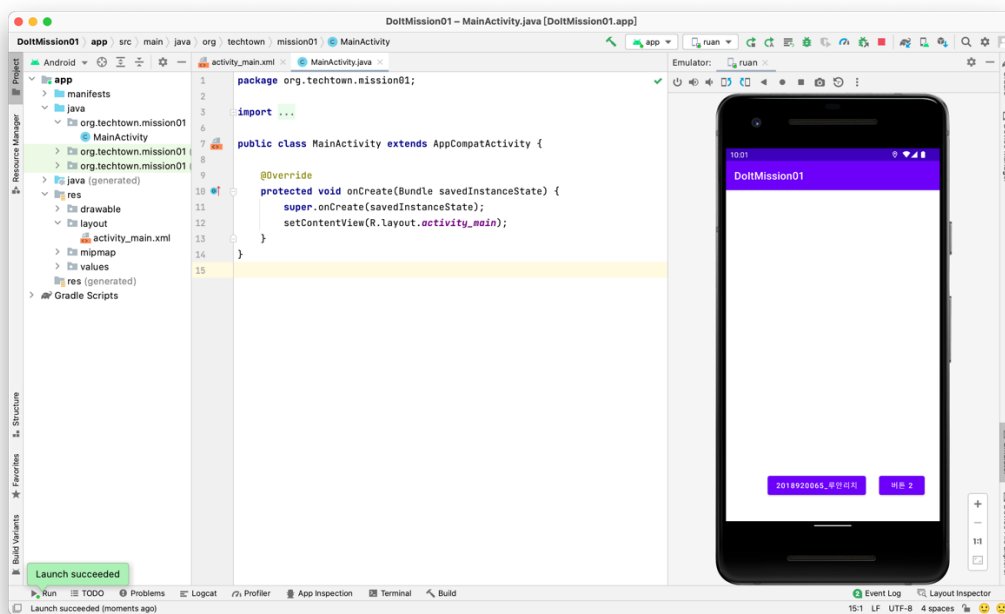 DoItMission01 – MainActivity.java [DoItMission01.app]
DoItMission01 app src main java org techtown mission01 MainActivity
app ruan
Android
activity_main.xml MainActivity.java
Emulator: ruan
Project
Resource Manager
Structure
Favorites
Build Variants
app
manifests
java
org.techtown.mission01
MainActivity
org.techtown.mission01 (
org.techtown.mission01 (
java (generated)
res
drawable
layout
activity_main.xml
mipmap
values
res (generated)
Gradle Scripts
1 package org.techtown.mission01;
2
3 import ...
6
7 public class MainActivity extends AppCompatActivity {
8
9 @Override
10 protected void onCreate(Bundle savedInstanceState) {
11 super.onCreate(savedInstanceState);
12 setContentView(R.layout.activity_main);
13 }
14 }
15
10:01
DoItMission01
2018920065_루안리치 버튼 2
1:1
Launch succeeded
Run TODO Problems Logcat Profiler App Inspection Terminal Build
2 Event Log Layout Inspector
Launch succeeded (moments ago)
15:1 LF UTF-8 4 spaces